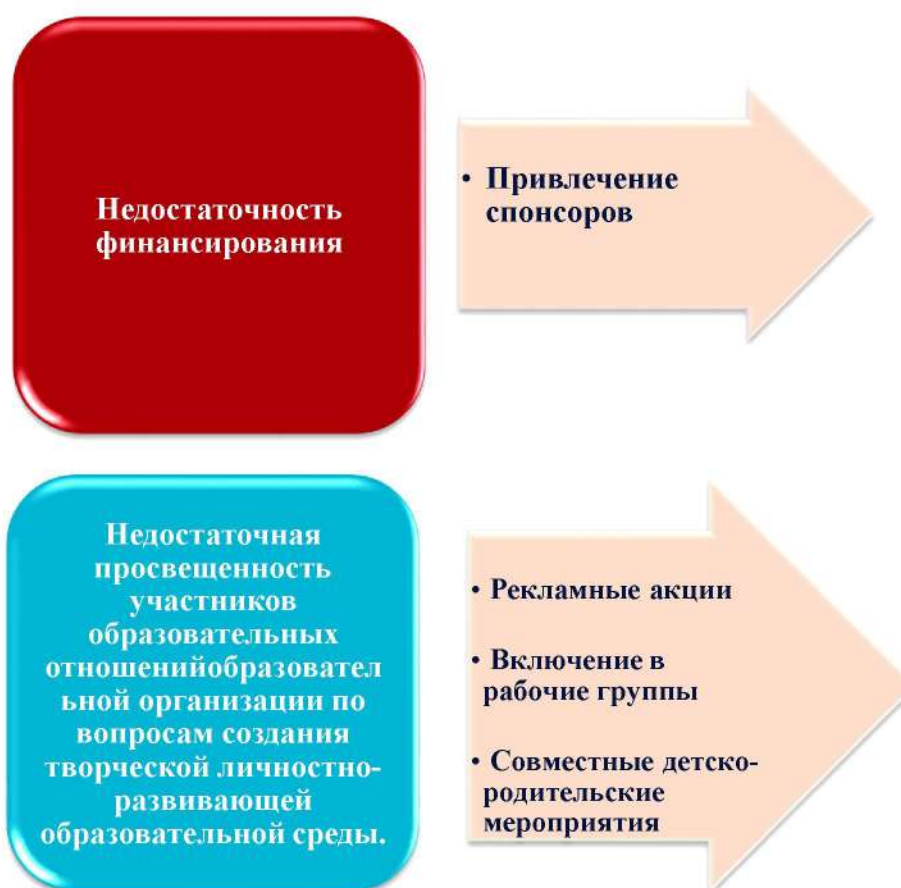 Недостаточность
финансирования
• Привлечение
спонсоров
Недостаточная
просвещенность
участников
образовательных
отношенийобразовател
ьной организации по
вопросам создания
творческой личностно-
развивающей
образовательной среды.
• Рекламные акции
• Включение в
рабочие группы
• Совместные детско-
родительские
мероприятия